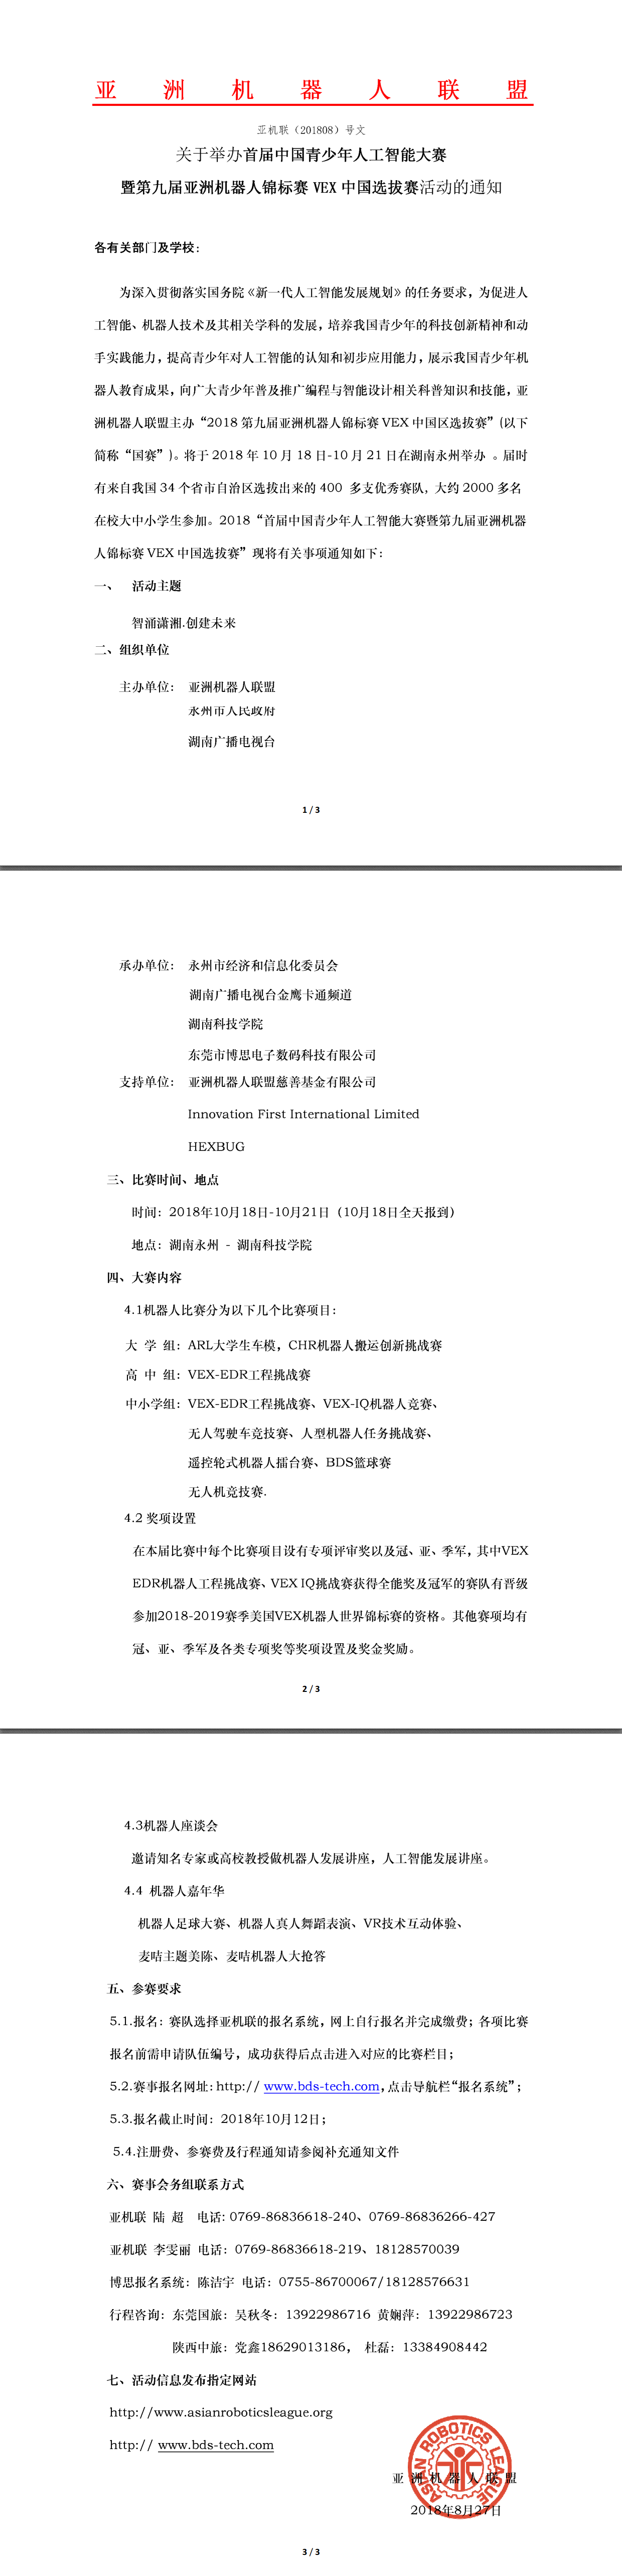 亚洲机器人联盟
亚机联（201808）号文
关于举办首届中国青少年人工智能大赛
暨第九届亚洲机器人锦标赛 VEX 中国选拔赛活动的通知
各有关部门及学校：
为深入贯彻落实国务院《新一代人工智能发展规划》的任务要求，为促进人
工智能、机器人技术及其相关学科的发展，培养我国青少年的科技创新精神和动
手实践能力，提高青少年对人工智能的认知和初步应用能力，展示我国青少年机
器人教育成果，向广大青少年普及推广编程与智能设计相关科普知识和技能，亚
洲机器人联盟主办“2018 第九届亚洲机器人锦标赛 VEX 中国区选拔赛”(以下
简称“国赛”)。将于 2018 年 10 月 18 日-10 月 21 日在湖南永州举办 。届时
有来自我国 34 个省市自治区选拔出来的 400 多支优秀赛队，大约 2000 多名
在校大中小学生参加。2018“首届中国青少年人工智能大赛暨第九届亚洲机器
人锦标赛 VEX 中国选拔赛”现将有关事项通知如下：
一、 活动主题
智涌潇湘.创建未来
二、组织单位
主办单位： 亚洲机器人联盟
永州市人民政府
湖南广播电视台
1 / 3
承办单位： 永州市经济和信息化委员会
湖南广播电视台金鹰卡通频道
湖南科技学院
东莞市博思电子数码科技有限公司
支持单位： 亚洲机器人联盟慈善基金有限公司
Innovation First International Limited
HEXBUG
三、比赛时间、地点
时间：2018年10月18日-10月21日（10月18日全天报到）
地点：湖南永州 - 湖南科技学院
四、大赛内容
4.1机器人比赛分为以下几个比赛项目：
大 学 组：ARL大学生车模，CHR机器人搬运创新挑战赛
高 中 组：VEX-EDR工程挑战赛
中小学组：VEX-EDR工程挑战赛、VEX-IQ机器人竞赛、
无人驾驶车竞技赛、人型机器人任务挑战赛、
遥控轮式机器人擂台赛、BDS篮球赛
无人机竞技赛.
4.2 奖项设置
在本届比赛中每个比赛项目设有专项评审奖以及冠、亚、季军，其中VEX
EDR机器人工程挑战赛、VEX IQ挑战赛获得全能奖及冠军的赛队有晋级
参加2018-2019赛季美国VEX机器人世界锦标赛的资格。其他赛项均有
冠、亚、季军及各类专项奖等奖项设置及奖金奖励。
2 / 3
4.3机器人座谈会
邀请知名专家或高校教授做机器人发展讲座，人工智能发展讲座。
4.4 机器人嘉年华
机器人足球大赛、机器人真人舞蹈表演、VR技术互动体验、
麦咭主题美陈、麦咭机器人大抢答
五、参赛要求
5.1.报名：赛队选择亚机联的报名系统，网上自行报名并完成缴费；各项比赛
报名前需申请队伍编号，成功获得后点击进入对应的比赛栏目；
5.2.赛事报名网址：http:// www.bds-tech.com，点击导航栏“报名系统”；
5.3.报名截止时间：2018年10月12日；
5.4.注册费、参赛费及行程通知请参阅补充通知文件
六、赛事会务组联系方式
亚机联 陆 超 电话：0769-86836618-240、0769-86836266-427
亚机联 李雯丽 电话：0769-86836618-219、18128570039
博思报名系统：陈洁宇 电话：0755-86700067/18128576631
行程咨询：东莞国旅：吴秋冬：13922986716 黄娴萍：13922986723
陕西中旅：党鑫18629013186， 杜磊：13384908442
七、活动信息发布指定网站
http://www.asianroboticsleague.org
http:// www.bds-tech.com
ASIAN ROBOTICS LEAGUE
亚洲机器人联盟
2018年8月27日
3 / 3